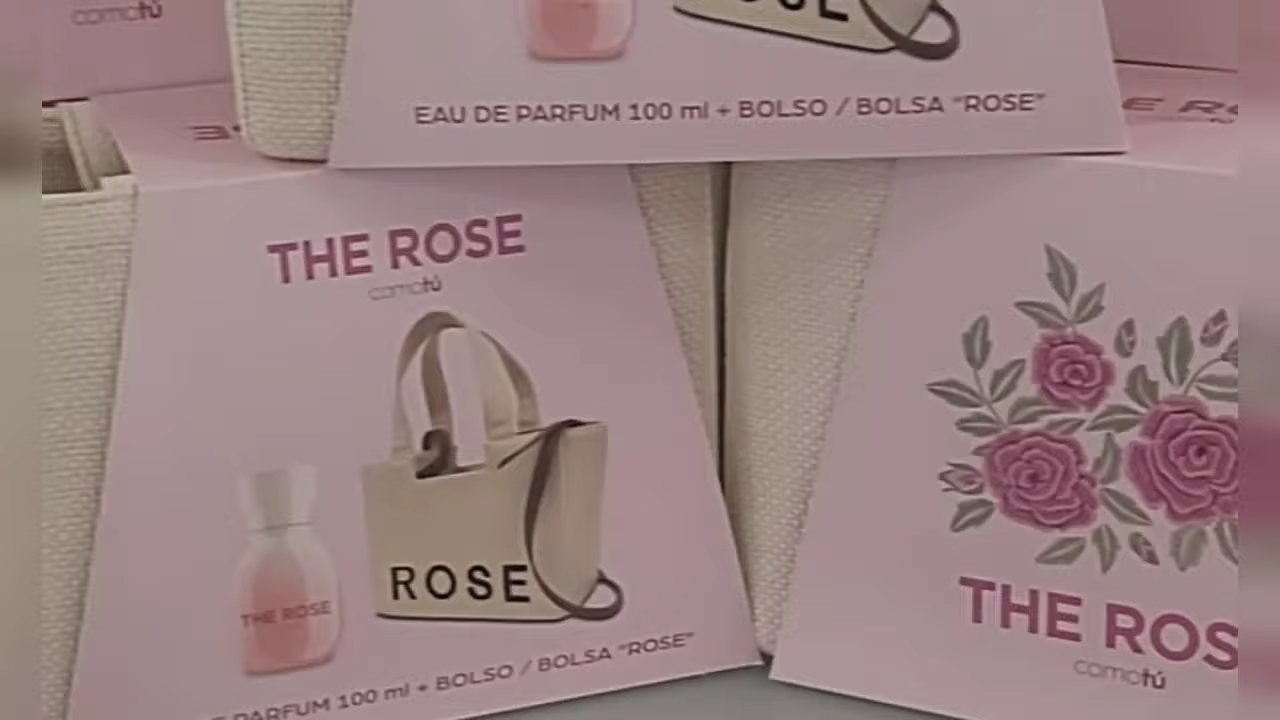 comotú
OSE
EAU DE PARFUM 100 ml + BOLSO / BOLSA "ROSE"
THE ROSE
comotú
ROSE
THE ROSE
PARFUM 100 ml + BOLSO / BOLSA "ROSE"
THE ROS
comotú